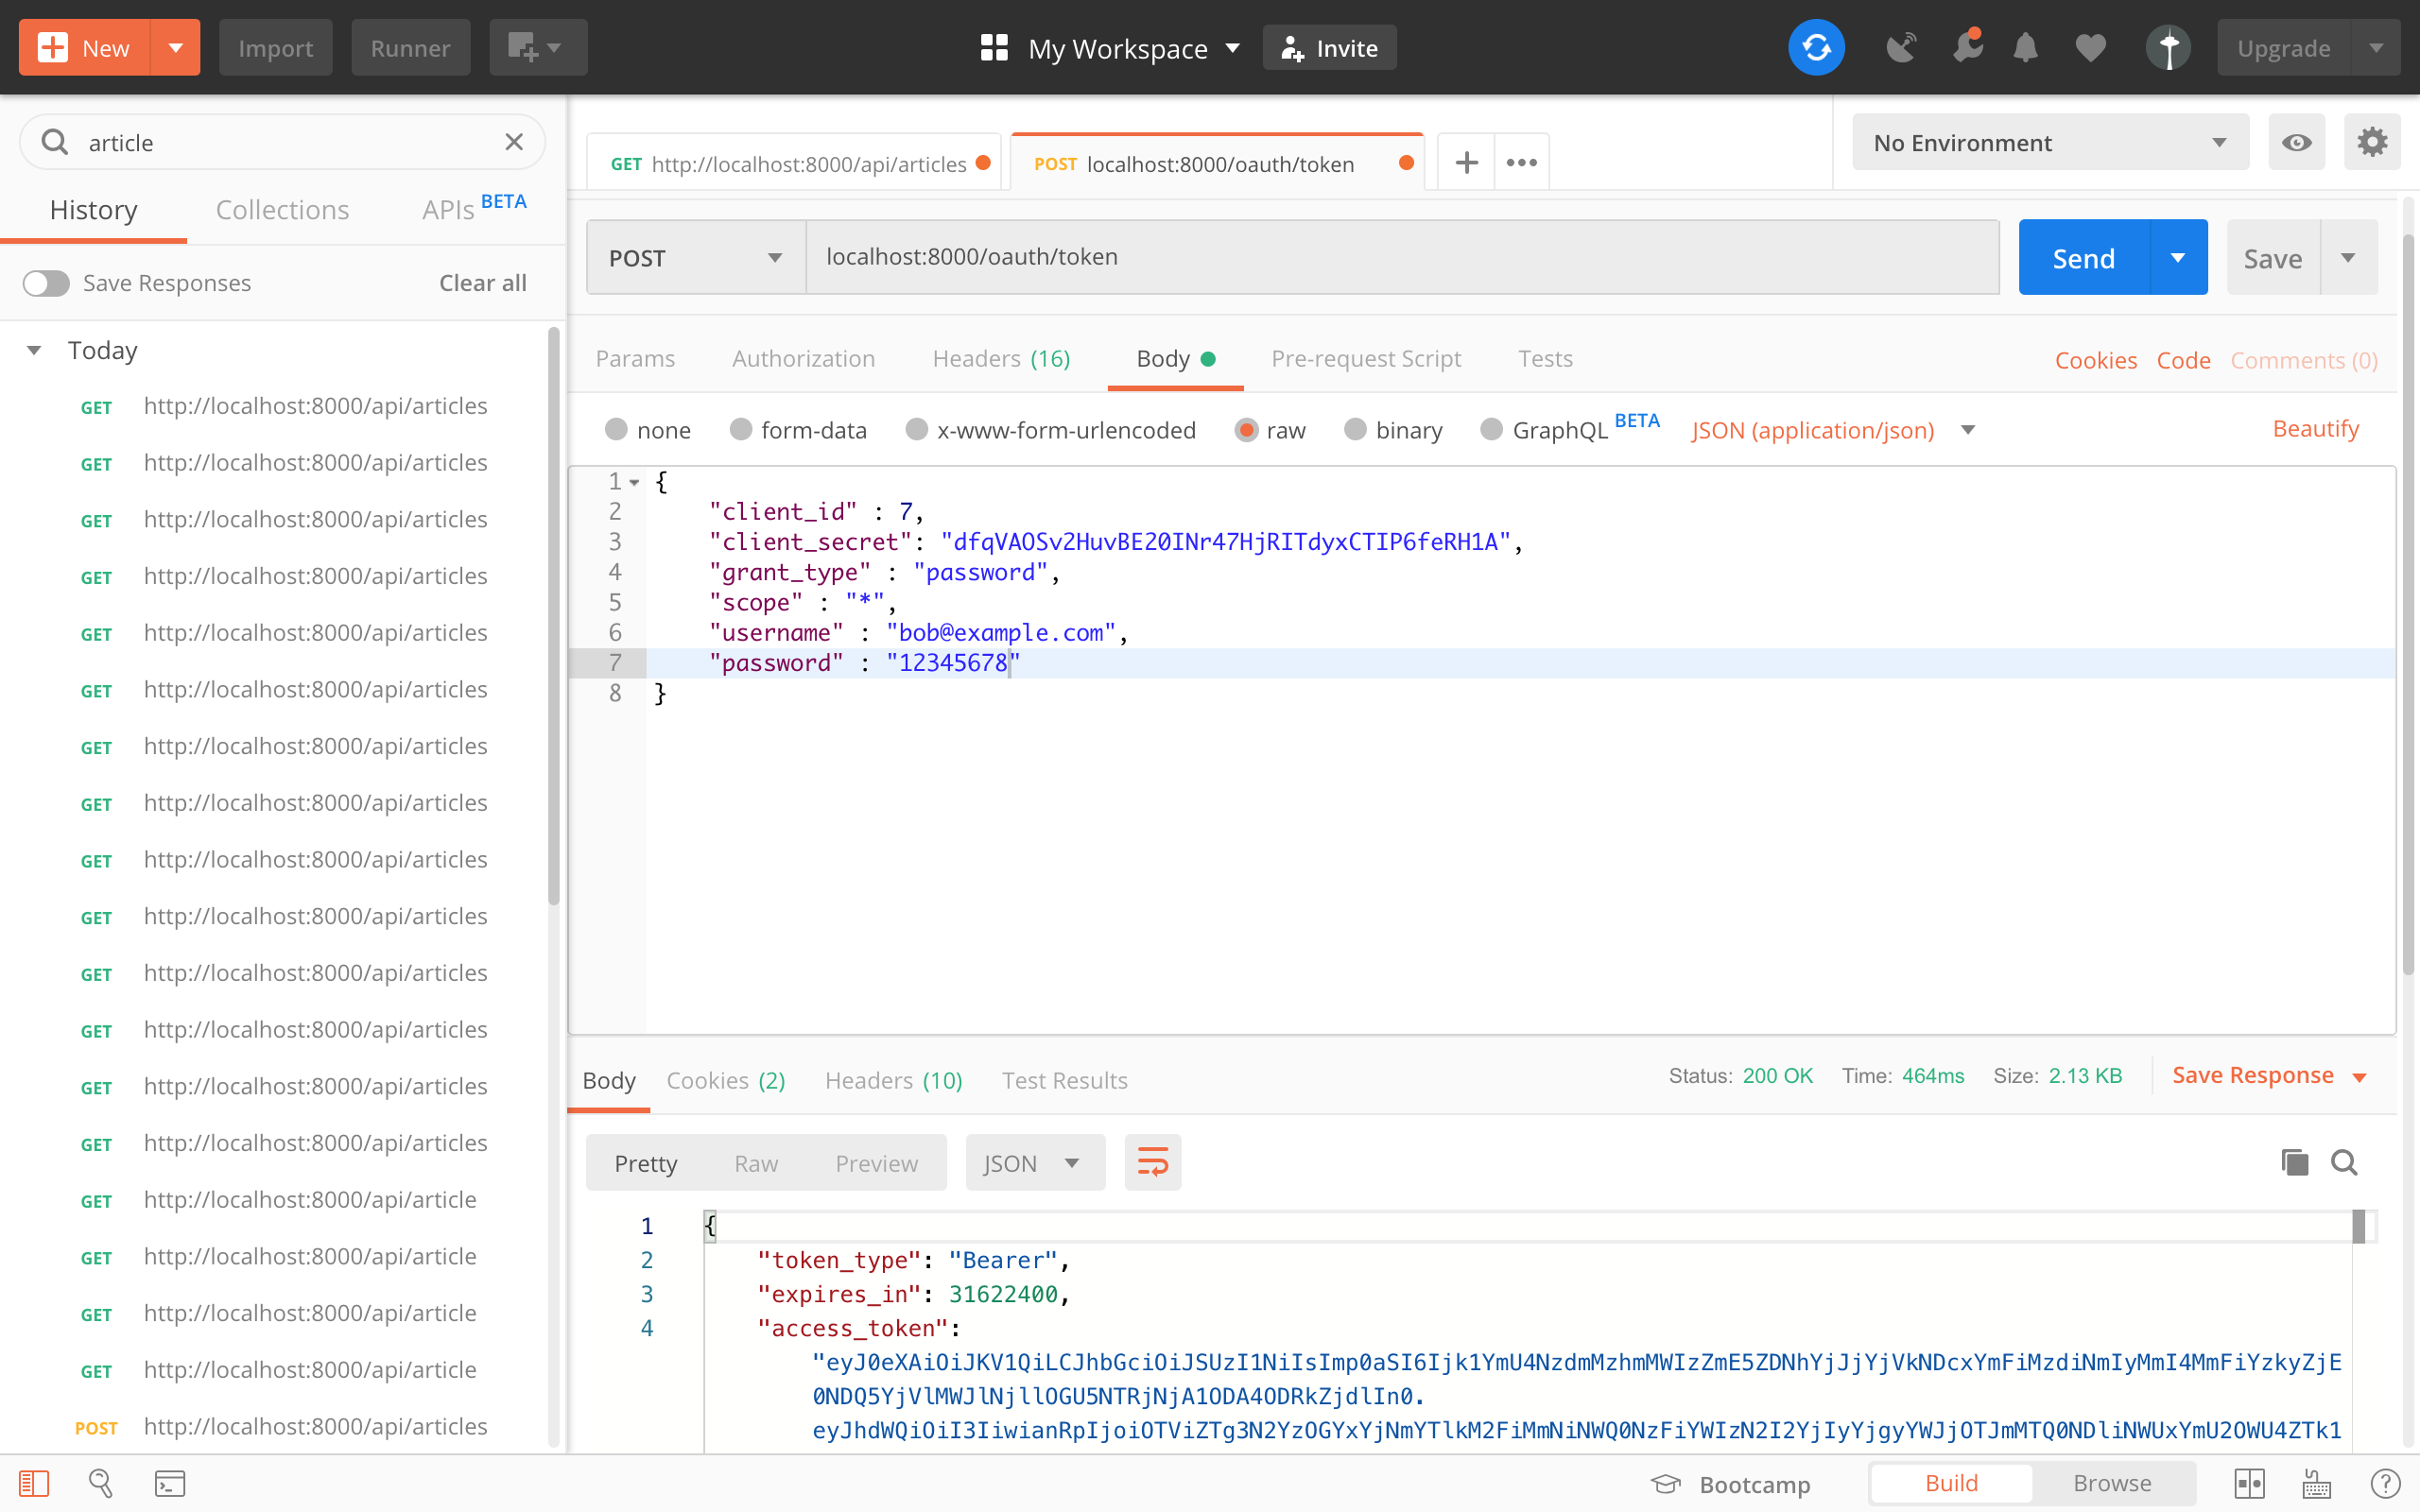 New Import Runner My Workspace Invite Upgrade
article
History Collections APIs BETA
Save Responses Clear all
Today
GET http://localhost:8000/api/articles
GET http://localhost:8000/api/articles
GET http://localhost:8000/api/articles
GET http://localhost:8000/api/articles
GET http://localhost:8000/api/articles
GET http://localhost:8000/api/articles
GET http://localhost:8000/api/articles
GET http://localhost:8000/api/articles
GET http://localhost:8000/api/articles
GET http://localhost:8000/api/articles
GET http://localhost:8000/api/articles
GET http://localhost:8000/api/articles
GET http://localhost:8000/api/articles
GET http://localhost:8000/api/articles
GET http://localhost:8000/api/article
GET http://localhost:8000/api/article
GET http://localhost:8000/api/article
GET http://localhost:8000/api/article
POST http://localhost:8000/api/articles
GET http://localhost:8000/api/articles POST localhost:8000/oauth/token No Environment
POST localhost:8000/oauth/token Send Save
Params Authorization Headers (16) Body Pre-request Script Tests Cookies Code Comments (0)
none form-data x-www-form-urlencoded raw binary GraphQL BETA JSON (application/json) Beautify
1 {
2 "client_id" : 7,
3 "client_secret": "dfqVAOSv2HuvBE20INr47HjRITdyxCTIP6feRH1A",
4 "grant_type" : "password",
5 "scope" : "*",
6 "username" : "bob@example.com",
7 "password" : "12345678"
8 }
Body Cookies (2) Headers (10) Test Results Status: 200 OK Time: 464ms Size: 2.13 KB Save Response
Pretty Raw Preview JSON
1 {
2 "token_type": "Bearer",
3 "expires_in": 31622400,
4 "access_token":
"eyJ0eXAiOiJKV1QiLCJhbGciOiJSUzI1NiIsImp0aSI6Ijk1YmU4NzdmMzhmMWIzZmE5ZDNhYjJjYjVkNDcxYmFiMzdiNmIyMmI4MmFiYzkyZjE
0NDQ5YjVlMWJlNjllOGU5NTRjNjA1ODA4ODRkZjdlIn0.
eyJhdWQiOiI3IiwianRpIjoiOTViZTg3N2YzOGYxYjNmYTlkM2FiMmNiNWQ0NzFiYWIzN2I2YjIyYjgyYWJjOTJmMTQ0NDliNWUxYmU2OWU4ZTk1
Bootcamp Build Browse